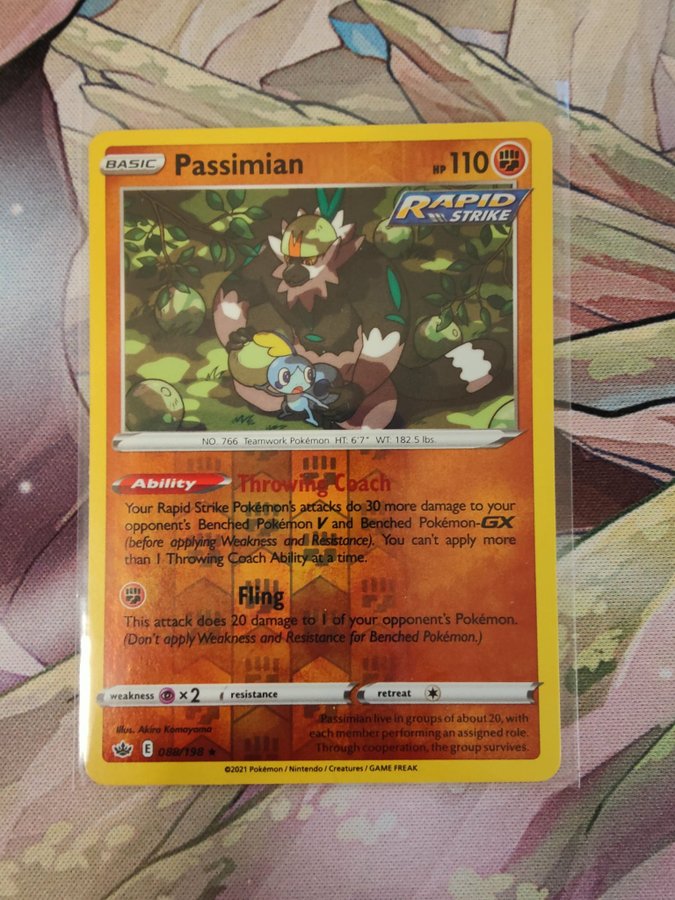 BASIC Passimian HP 110
RAPID
STRIKE
NO. 766 Teamwork Pokémon HT: 6'7" WT: 182.5 lbs.
Ability Throwing Coach
Your Rapid Strike Pokémon's attacks do 30 more damage to your
opponent's Benched Pokémon V and Benched Pokémon-GX
(before applying Weakness and Resistance). You can't apply more
than 1 Throwing Coach Ability at a time.
Fling
This attack does 20 damage to 1 of your opponent's Pokémon.
(Don't apply Weakness and Resistance for Benched Pokémon.)
weakness ×2 resistance retreat
Illus. Akira Komayama
E 088/198 ★
Passimian live in groups of about 20, with
each member performing an assigned role.
Through cooperation, the group survives.
©2021 Pokémon / Nintendo / Creatures / GAME FREAK